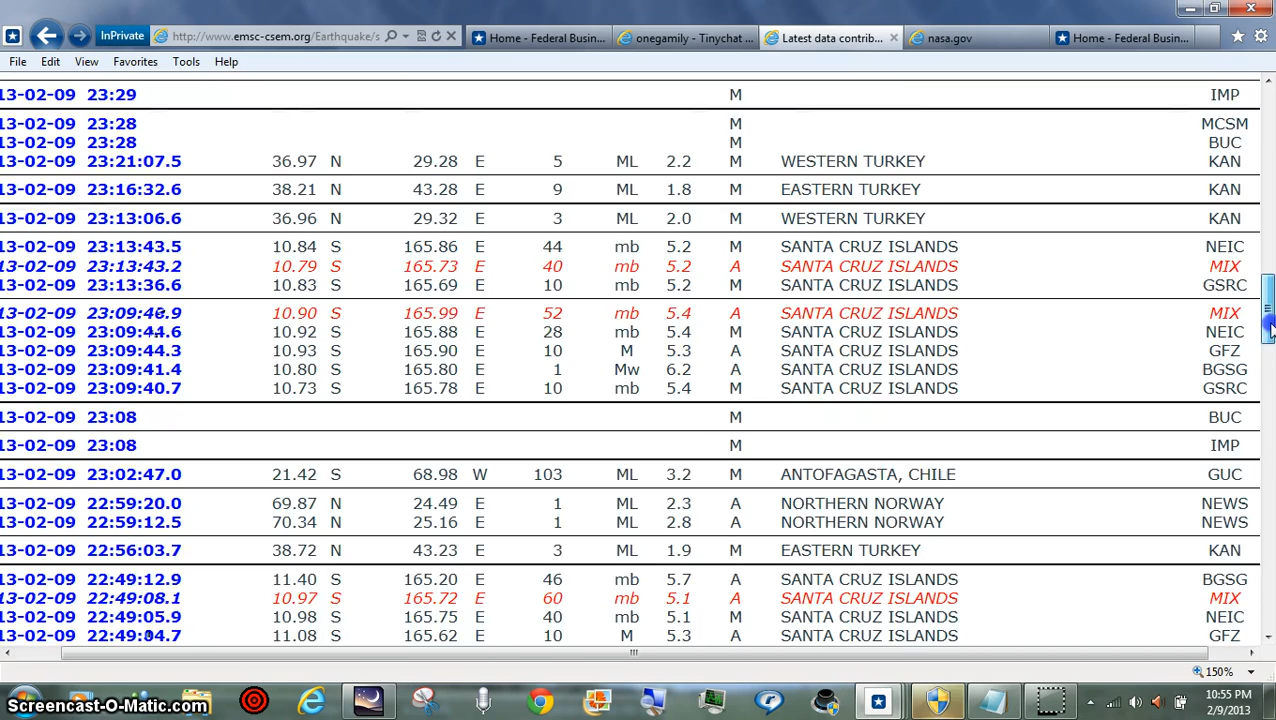 InPrivate http://www.emsc-csem.org/Earthquake/s Home - Federal Busin... onegamily - Tinychat ... Latest data contrib... nasa.gov Home - Federal Busin...
File Edit View Favorites Tools Help
13-02-09 23:29 M IMP
13-02-09 23:28 M MCSM
13-02-09 23:28 M BUC
13-02-09 23:21:07.5 36.97 N 29.28 E 5 ML 2.2 M WESTERN TURKEY KAN
13-02-09 23:16:32.6 38.21 N 43.28 E 9 ML 1.8 M EASTERN TURKEY KAN
13-02-09 23:13:06.6 36.96 N 29.32 E 3 ML 2.0 M WESTERN TURKEY KAN
13-02-09 23:13:43.5 10.84 S 165.86 E 44 mb 5.2 M SANTA CRUZ ISLANDS NEIC
13-02-09 23:13:43.2 10.79 S 165.73 E 40 mb 5.2 A SANTA CRUZ ISLANDS MIX
13-02-09 23:13:36.6 10.83 S 165.69 E 10 mb 5.2 M SANTA CRUZ ISLANDS GSRC
13-02-09 10.90 S 165.99 E 52 mb 5.4 A SANTA CRUZ ISLANDS MIX
13-02-09 23:09:44.6 10.92 S 165.88 E 28 mb 5.4 M SANTA CRUZ ISLANDS NEIC
13-02-09 23:09:44.3 10.93 S 165.90 E 10 M 5.3 A SANTA CRUZ ISLANDS GFZ
13-02-09 23:09:41.4 10.80 S 165.80 E 1 Mw 6.2 A SANTA CRUZ ISLANDS BGSG
13-02-09 23:09:40.7 10.73 S 165.78 E 10 mb 5.4 M SANTA CRUZ ISLANDS GSRC
13-02-09 23:08 M BUC
13-02-09 23:08 M IMP
13-02-09 23:02:47.0 21.42 S 68.98 W 103 ML 3.2 M ANTOFAGASTA, CHILE GUC
13-02-09 22:59:20.0 69.87 N 24.49 E 1 ML 2.3 A NORTHERN NORWAY NEWS
13-02-09 22:59:12.5 70.34 N 25.16 E 1 ML 2.8 A NORTHERN NORWAY NEWS
13-02-09 22:56:03.7 38.72 N 43.23 E 3 ML 1.9 M EASTERN TURKEY KAN
13-02-09 22:49:12.9 11.40 S 165.20 E 46 mb 5.7 A SANTA CRUZ ISLANDS BGSG
13-02-09 22:49:08.1 10.97 S 165.72 E 60 mb 5.1 A SANTA CRUZ ISLANDS MIX
13-02-09 22:49:05.9 10.98 S 165.75 E 40 mb 5.1 M SANTA CRUZ ISLANDS NEIC
13-02-09 22:49:04.7 11.08 S 165.62 E 10 M 5.3 A SANTA CRUZ ISLANDS GFZ
150%
Screencast-O-Matic.com 10:55 PM
2/9/2013